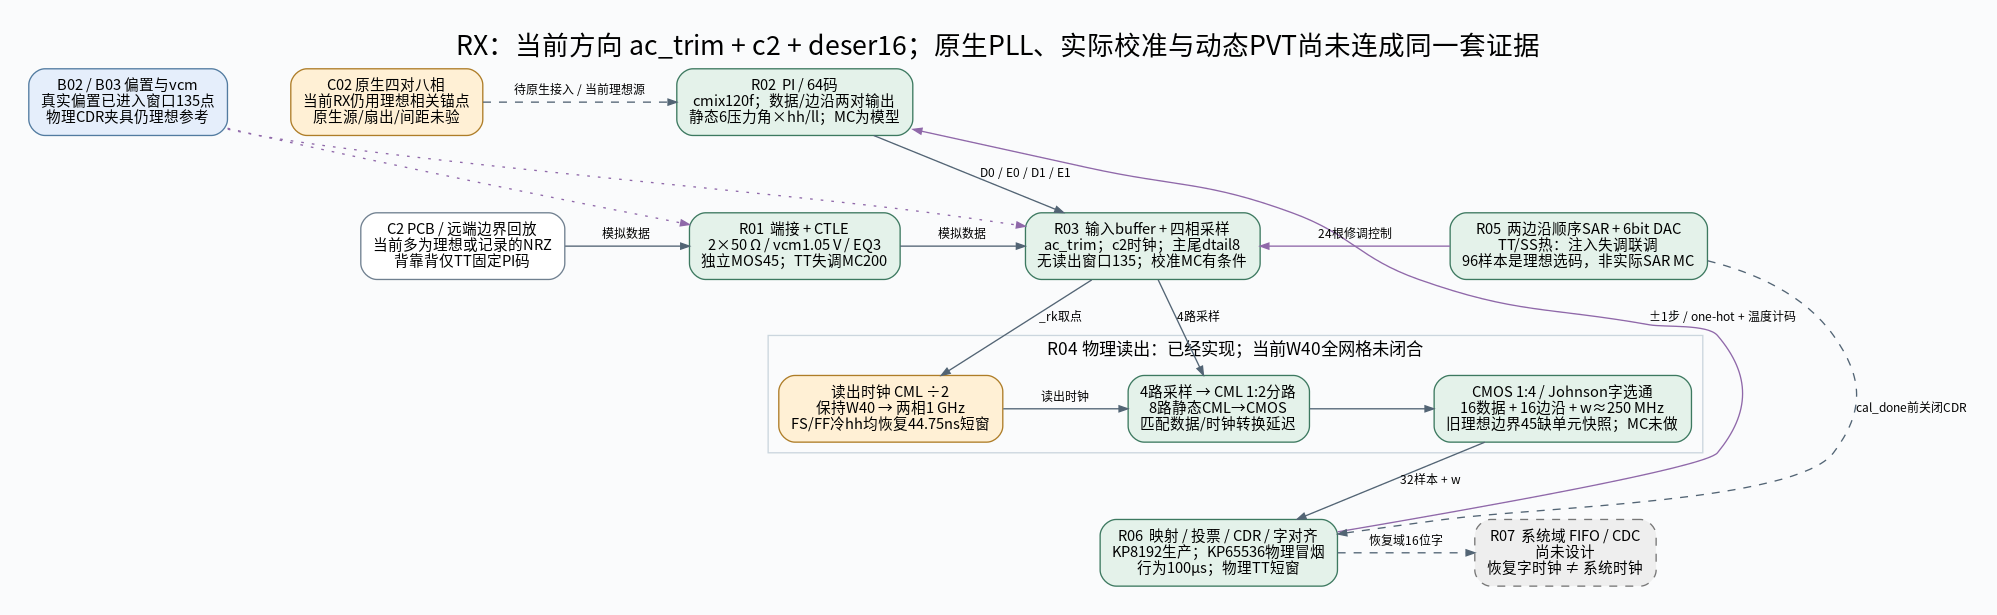 RX：当前方向 ac_trim + c2 + deser16；原生PLL、实际校准与动态PVT尚未连成同一套证据
B02 / B03 偏置与vcm
真实偏置已进入窗口135点
物理CDR夹具仍理想参考
C02 原生四对八相
当前RX仍用理想相关锚点
原生源/扇出/间距未验
待原生接入 / 当前理想源
R02 PI / 64码
cmix120f；数据/边沿两对输出
静态6压力角×hh/ll；MC为模型
D0 / E0 / D1 / E1
C2 PCB / 远端边界回放
当前多为理想或记录的NRZ
背靠背仅TT固定PI码
模拟数据
R01 端接 + CTLE
2×50 Ω / vcm1.05 V / EQ3
独立MOS45；TT失调MC200
模拟数据
R03 输入buffer + 四相采样
ac_trim；c2时钟；主尾dtail8
无读出窗口135；校准MC有条件
24根修调控制
R05 两边沿顺序SAR + 6bit DAC
TT/SS热：注入失调联调
96样本是理想选码，非实际SAR MC
_rk取点
4路采样
±1步 / one-hot + 温度计码
R04 物理读出：已经实现；当前W40全网格未闭合
读出时钟 CML ÷2
保持W40 → 两相1 GHz
FS/FF冷hh均恢复44.75ns短窗
读出时钟
4路采样 → CML 1:2分路
8路静态CML→CMOS
匹配数据/时钟转换延迟
CMOS 1:4 / Johnson字选通
16数据 + 16边沿 + w≈250 MHz
旧理想边界45缺单元快照；MC未做
cal_done前关闭CDR
32样本 + w
R06 映射 / 投票 / CDR / 字对齐
KP8192生产；KP65536物理冒烟
行为100μs；物理TT短窗
恢复域16位字
R07 系统域 FIFO / CDC
尚未设计
恢复字时钟 ≠ 系统时钟